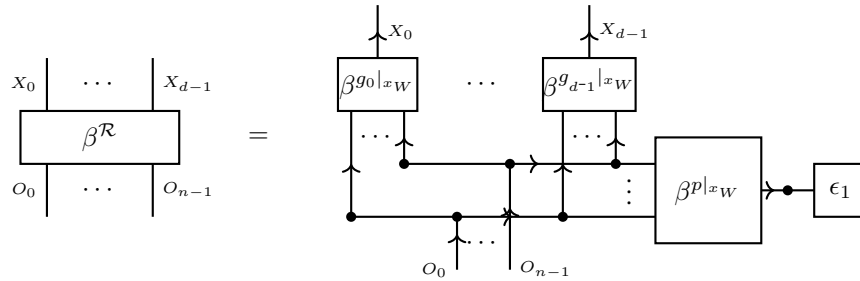 X_0 ⋯ X_{d−1}
β^ℛ
O_0 ⋯ O_{n−1}
=
X_0 X_{d−1}
β^{g_0|_{x_W}} ⋯ β^{g_{d−1}|_{x_W}}
⋯ ⋯
⋮ β^{p|_{x_W}} ϵ_1
⋯
O_0 O_{n−1}